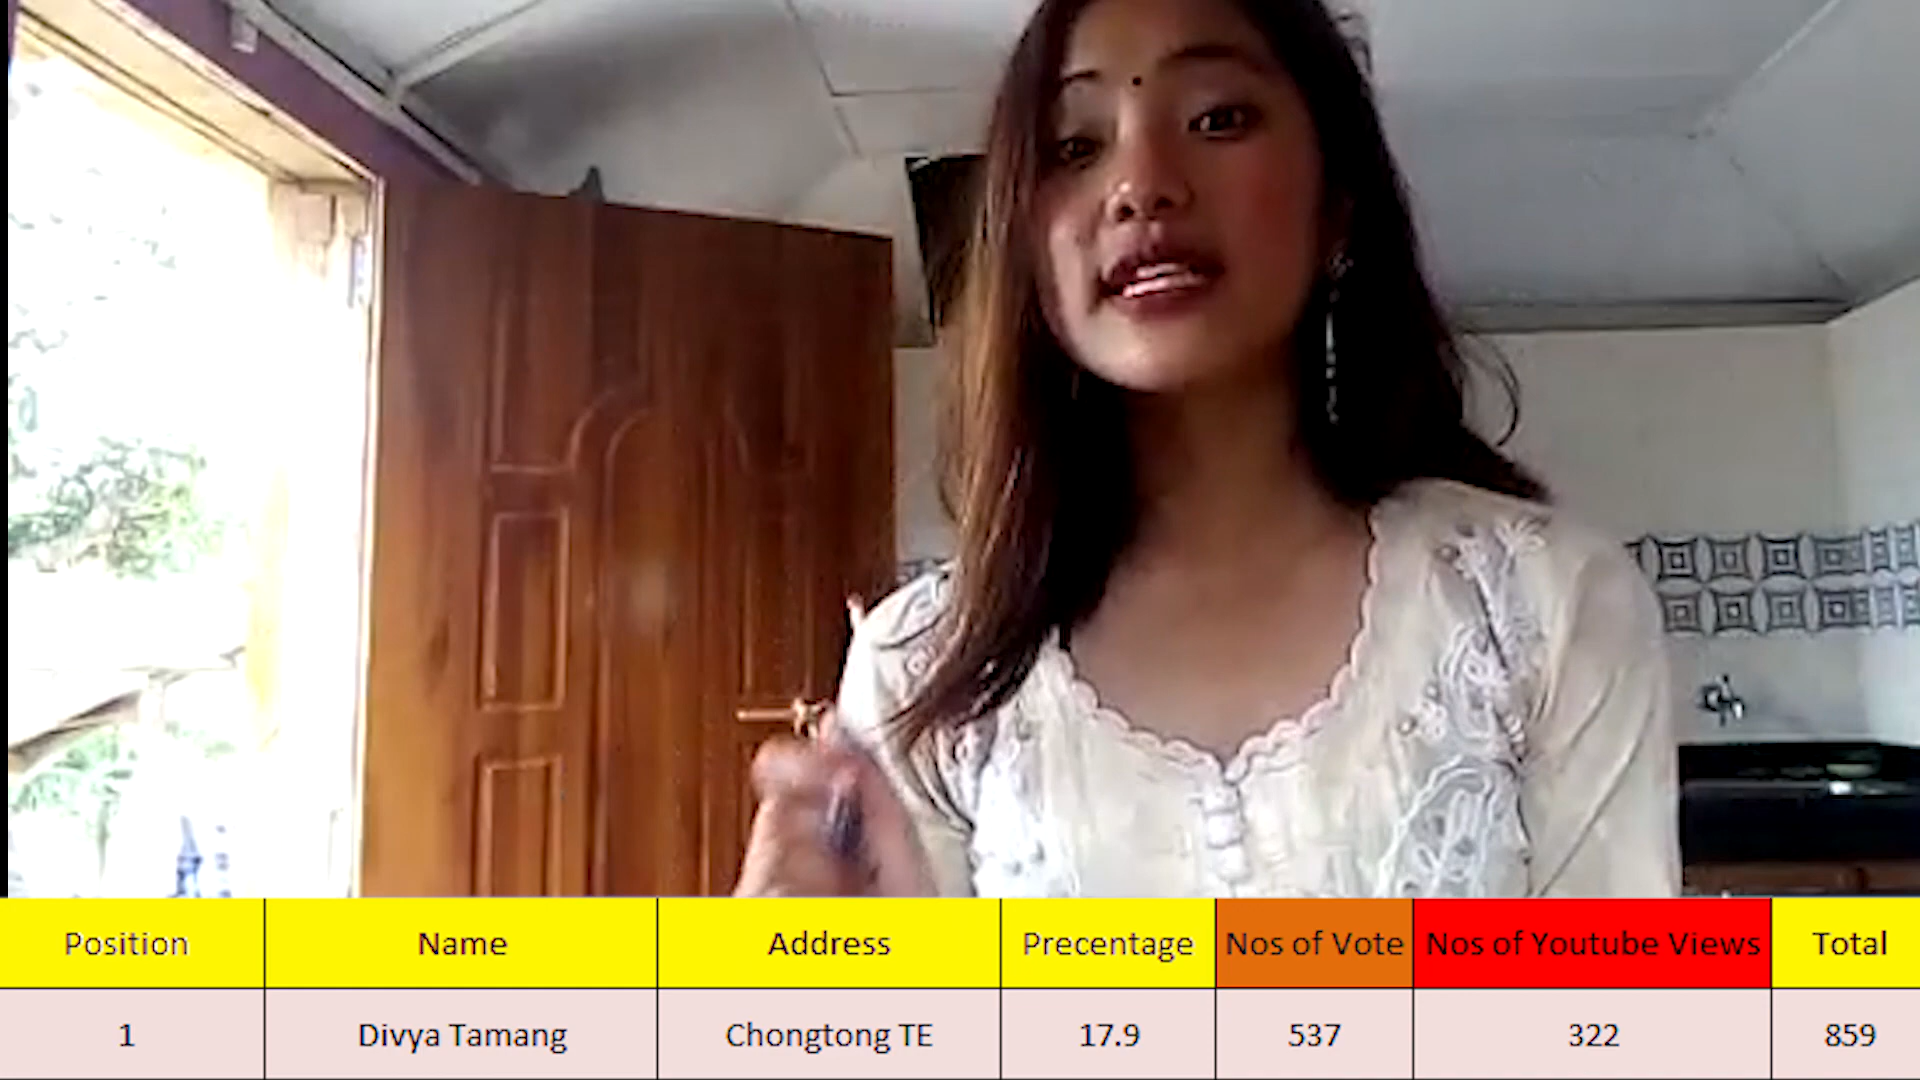 Position Name Address Precentage Nos of Vote Nos of Youtube Views Total
1 Divya Tamang Chongtong TE 17.9 537 322 859